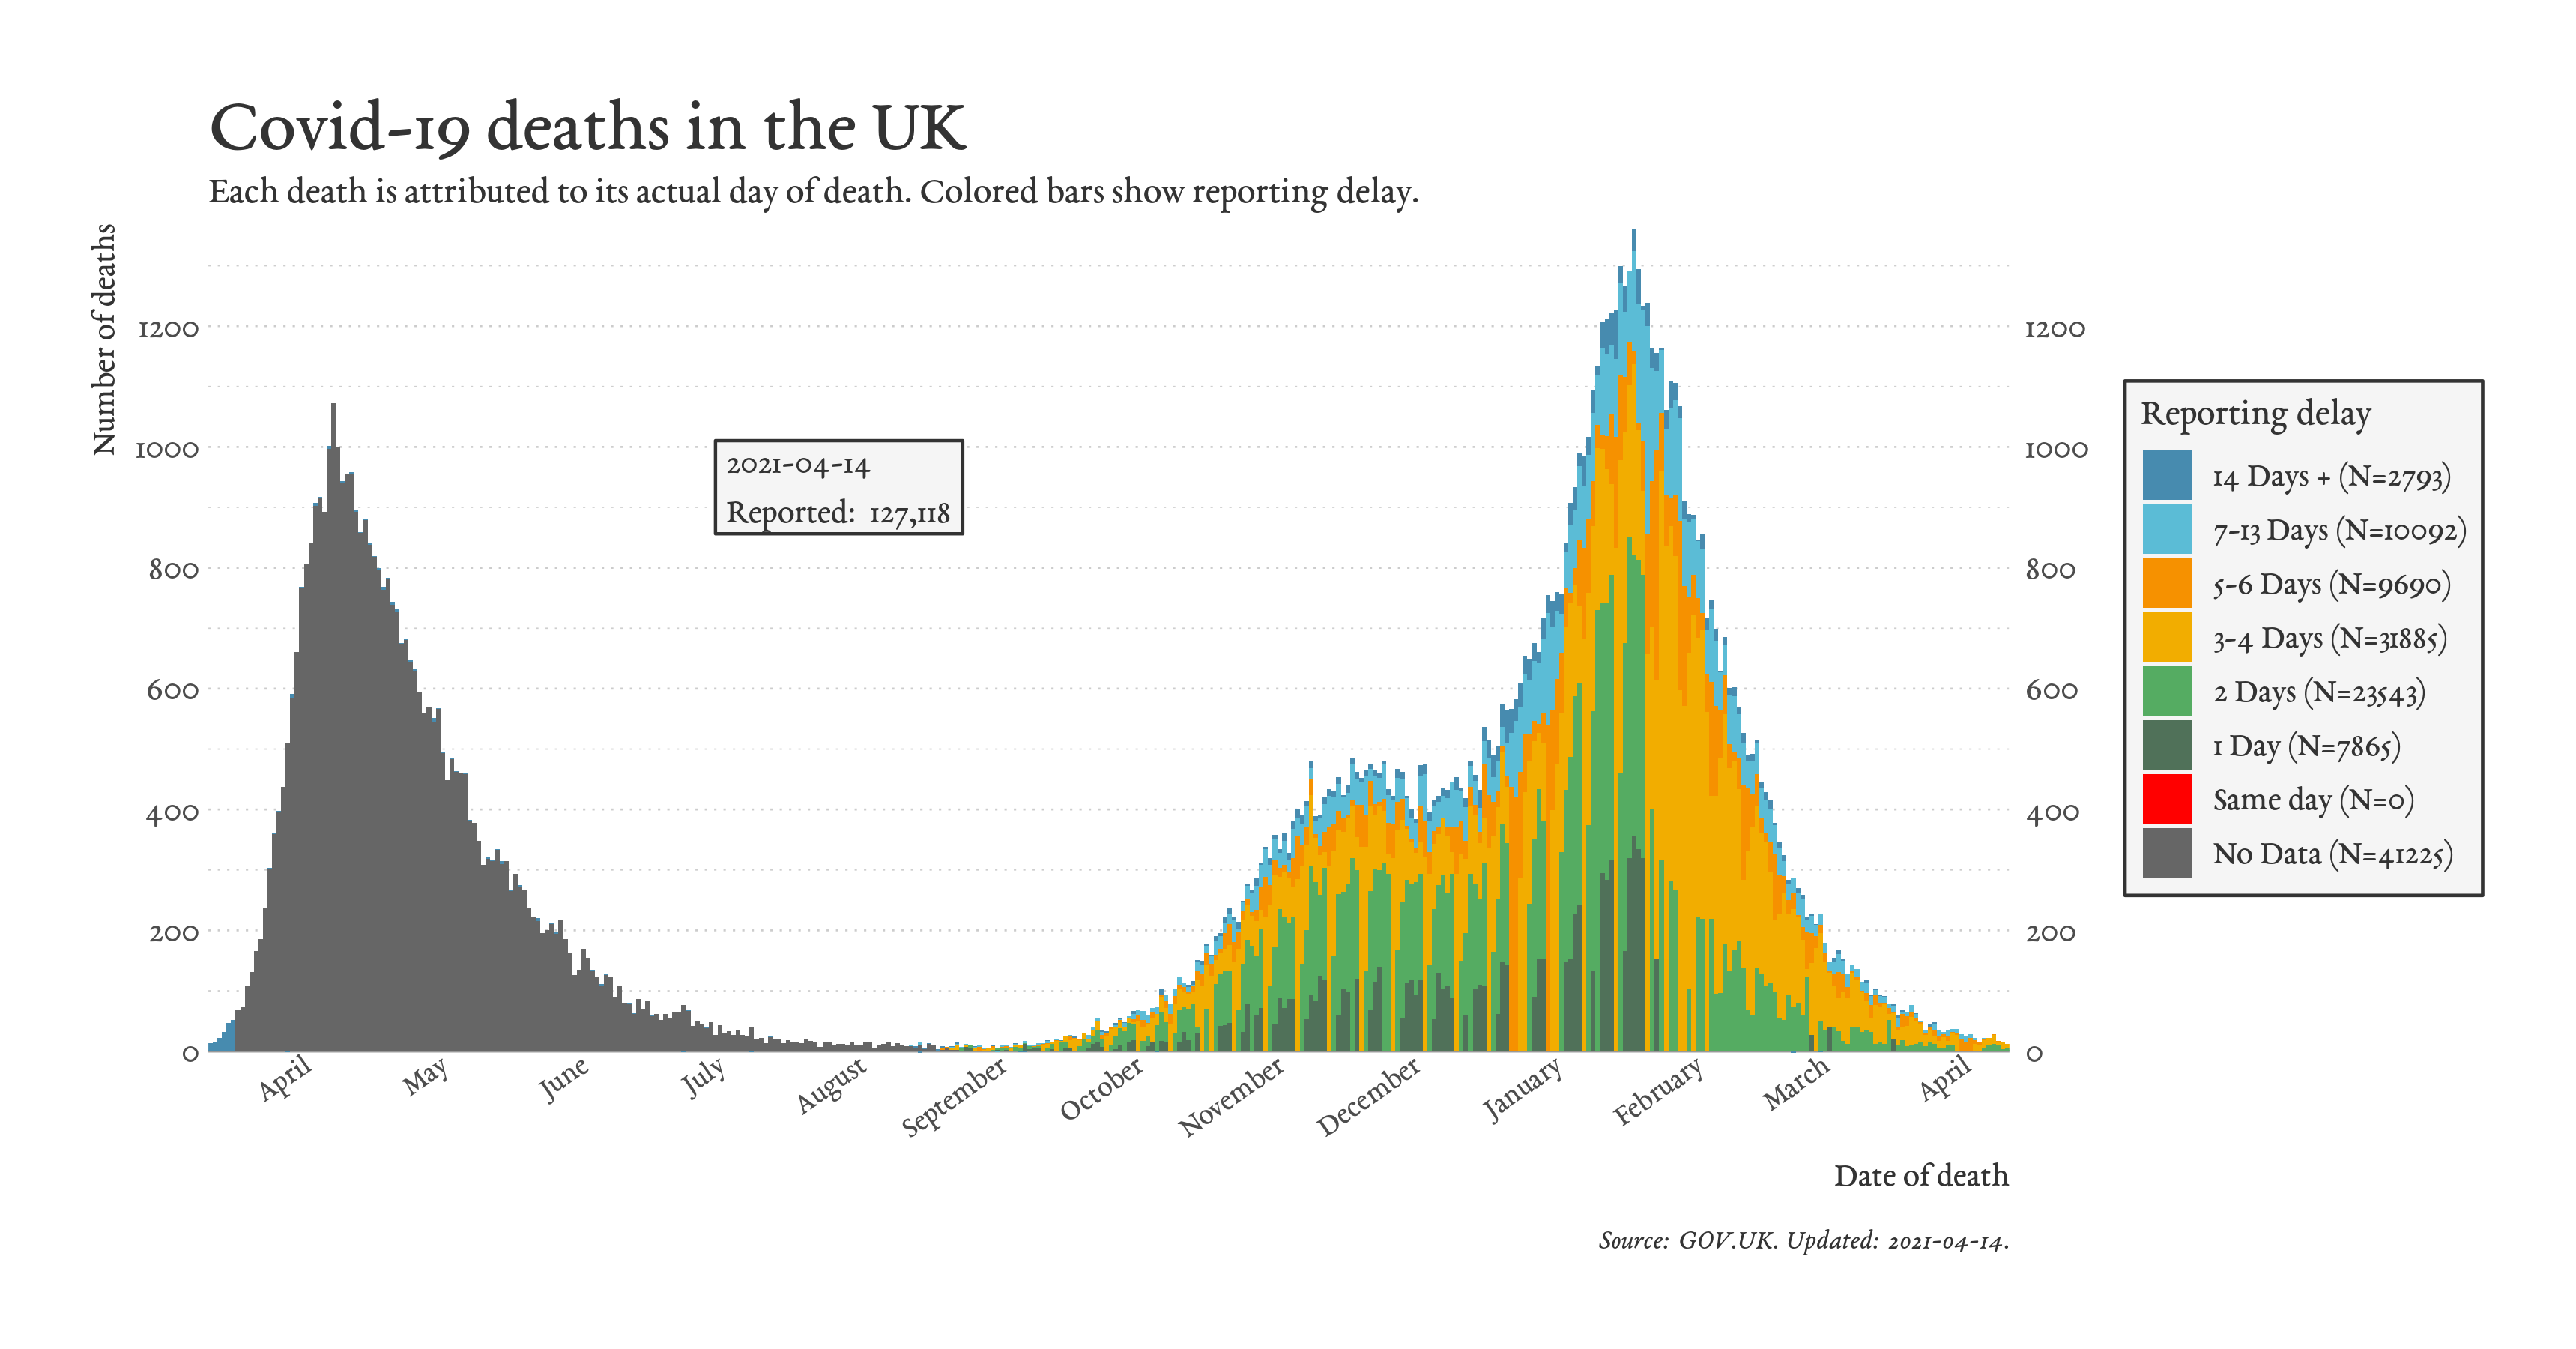 Covid-19 deaths in the UK
Each death is attributed to its actual day of death. Colored bars show reporting delay.
Number of deaths
1200
1000
800
600
400
200
0
2021-04-14
Reported: 127,118
1200
1000
800
600
400
200
0
Reporting delay
14 Days + (N=2793)
7-13 Days (N=10092)
5-6 Days (N=9690)
3-4 Days (N=31885)
2 Days (N=23543)
1 Day (N=7865)
Same day (N=0)
No Data (N=41225)
April
May
June
July
August
September
October
November
December
January
February
March
April
Date of death
Source: GOV.UK. Updated: 2021-04-14.